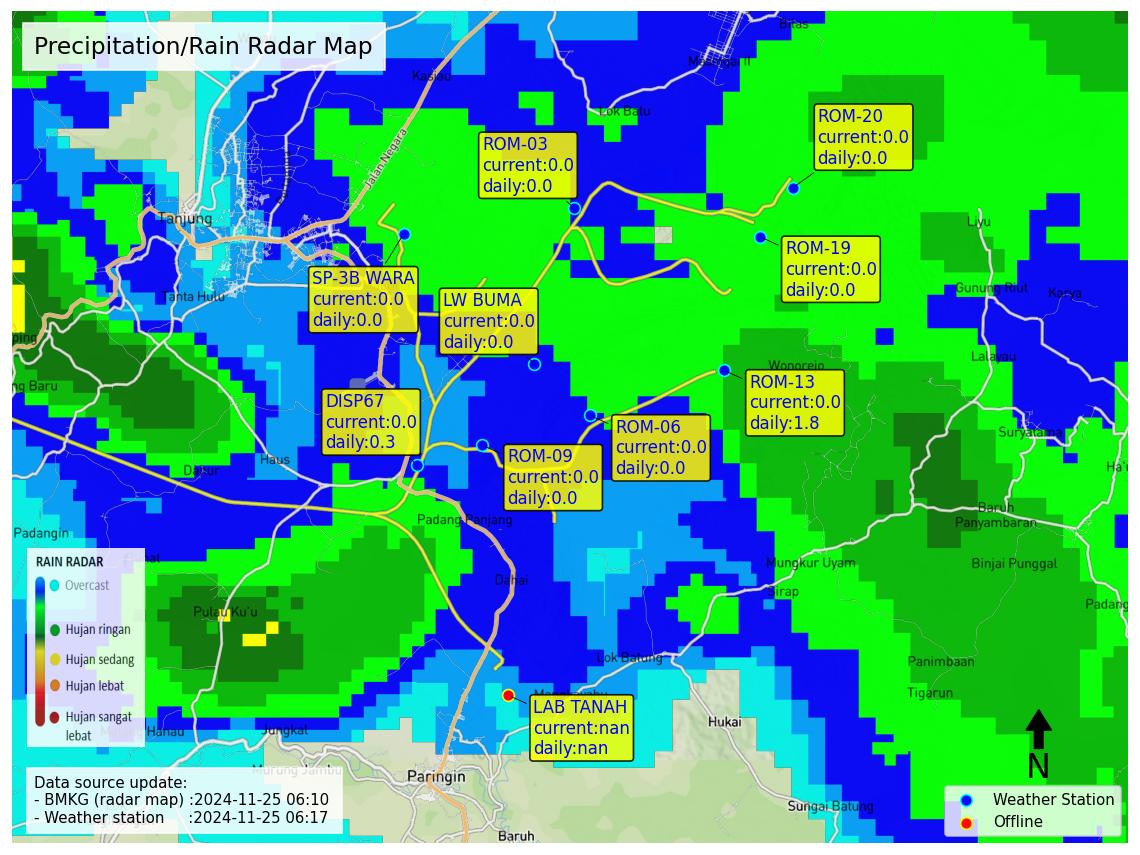 Precipitation/Rain Radar Map
Bitas
Kasiau
Lok Batu
Jalan Negara
ROM-20
current:0.0
daily:0.0
ROM-03
current:0.0
daily:0.0
Tanjung
Liyu
ROM-19
current:0.0
daily:0.0
SP-3B WARA
current:0.0
daily:0.0
LW BUMA
current:0.0
daily:0.0
Tanta Hulu
Gunung Riut
Karya
Lalayau
Wonorejo
ng Baru
ROM-13
current:0.0
daily:1.8
DISP67
current:0.0
daily:0.3
ROM-06
current:0.0
daily:0.0
Suryatama
ROM-09
current:0.0
daily:0.0
Haus
Dahur
Padang Panjang
Baruh
Panyambaran
Padangin
Mungkur Uyam
Binjai Punggal
Dahai
Sirap
Pulau Ku'u
Padang
Lok Batung
Panimbaan
Tigarun
RAIN RADAR
Overcast
Hujan ringan
Hujan sedang
Hujan lebat
Hujan sangat
lebat
LAB TANAH
current:nan
daily:nan
Hukai
Hanau
Jungkat
Murung Jambu
Paringin
Sungai Batung
Baruh
N
Data source update:
- BMKG (radar map) :2024-11-25 06:10
- Weather station :2024-11-25 06:17
Weather Station
Offline